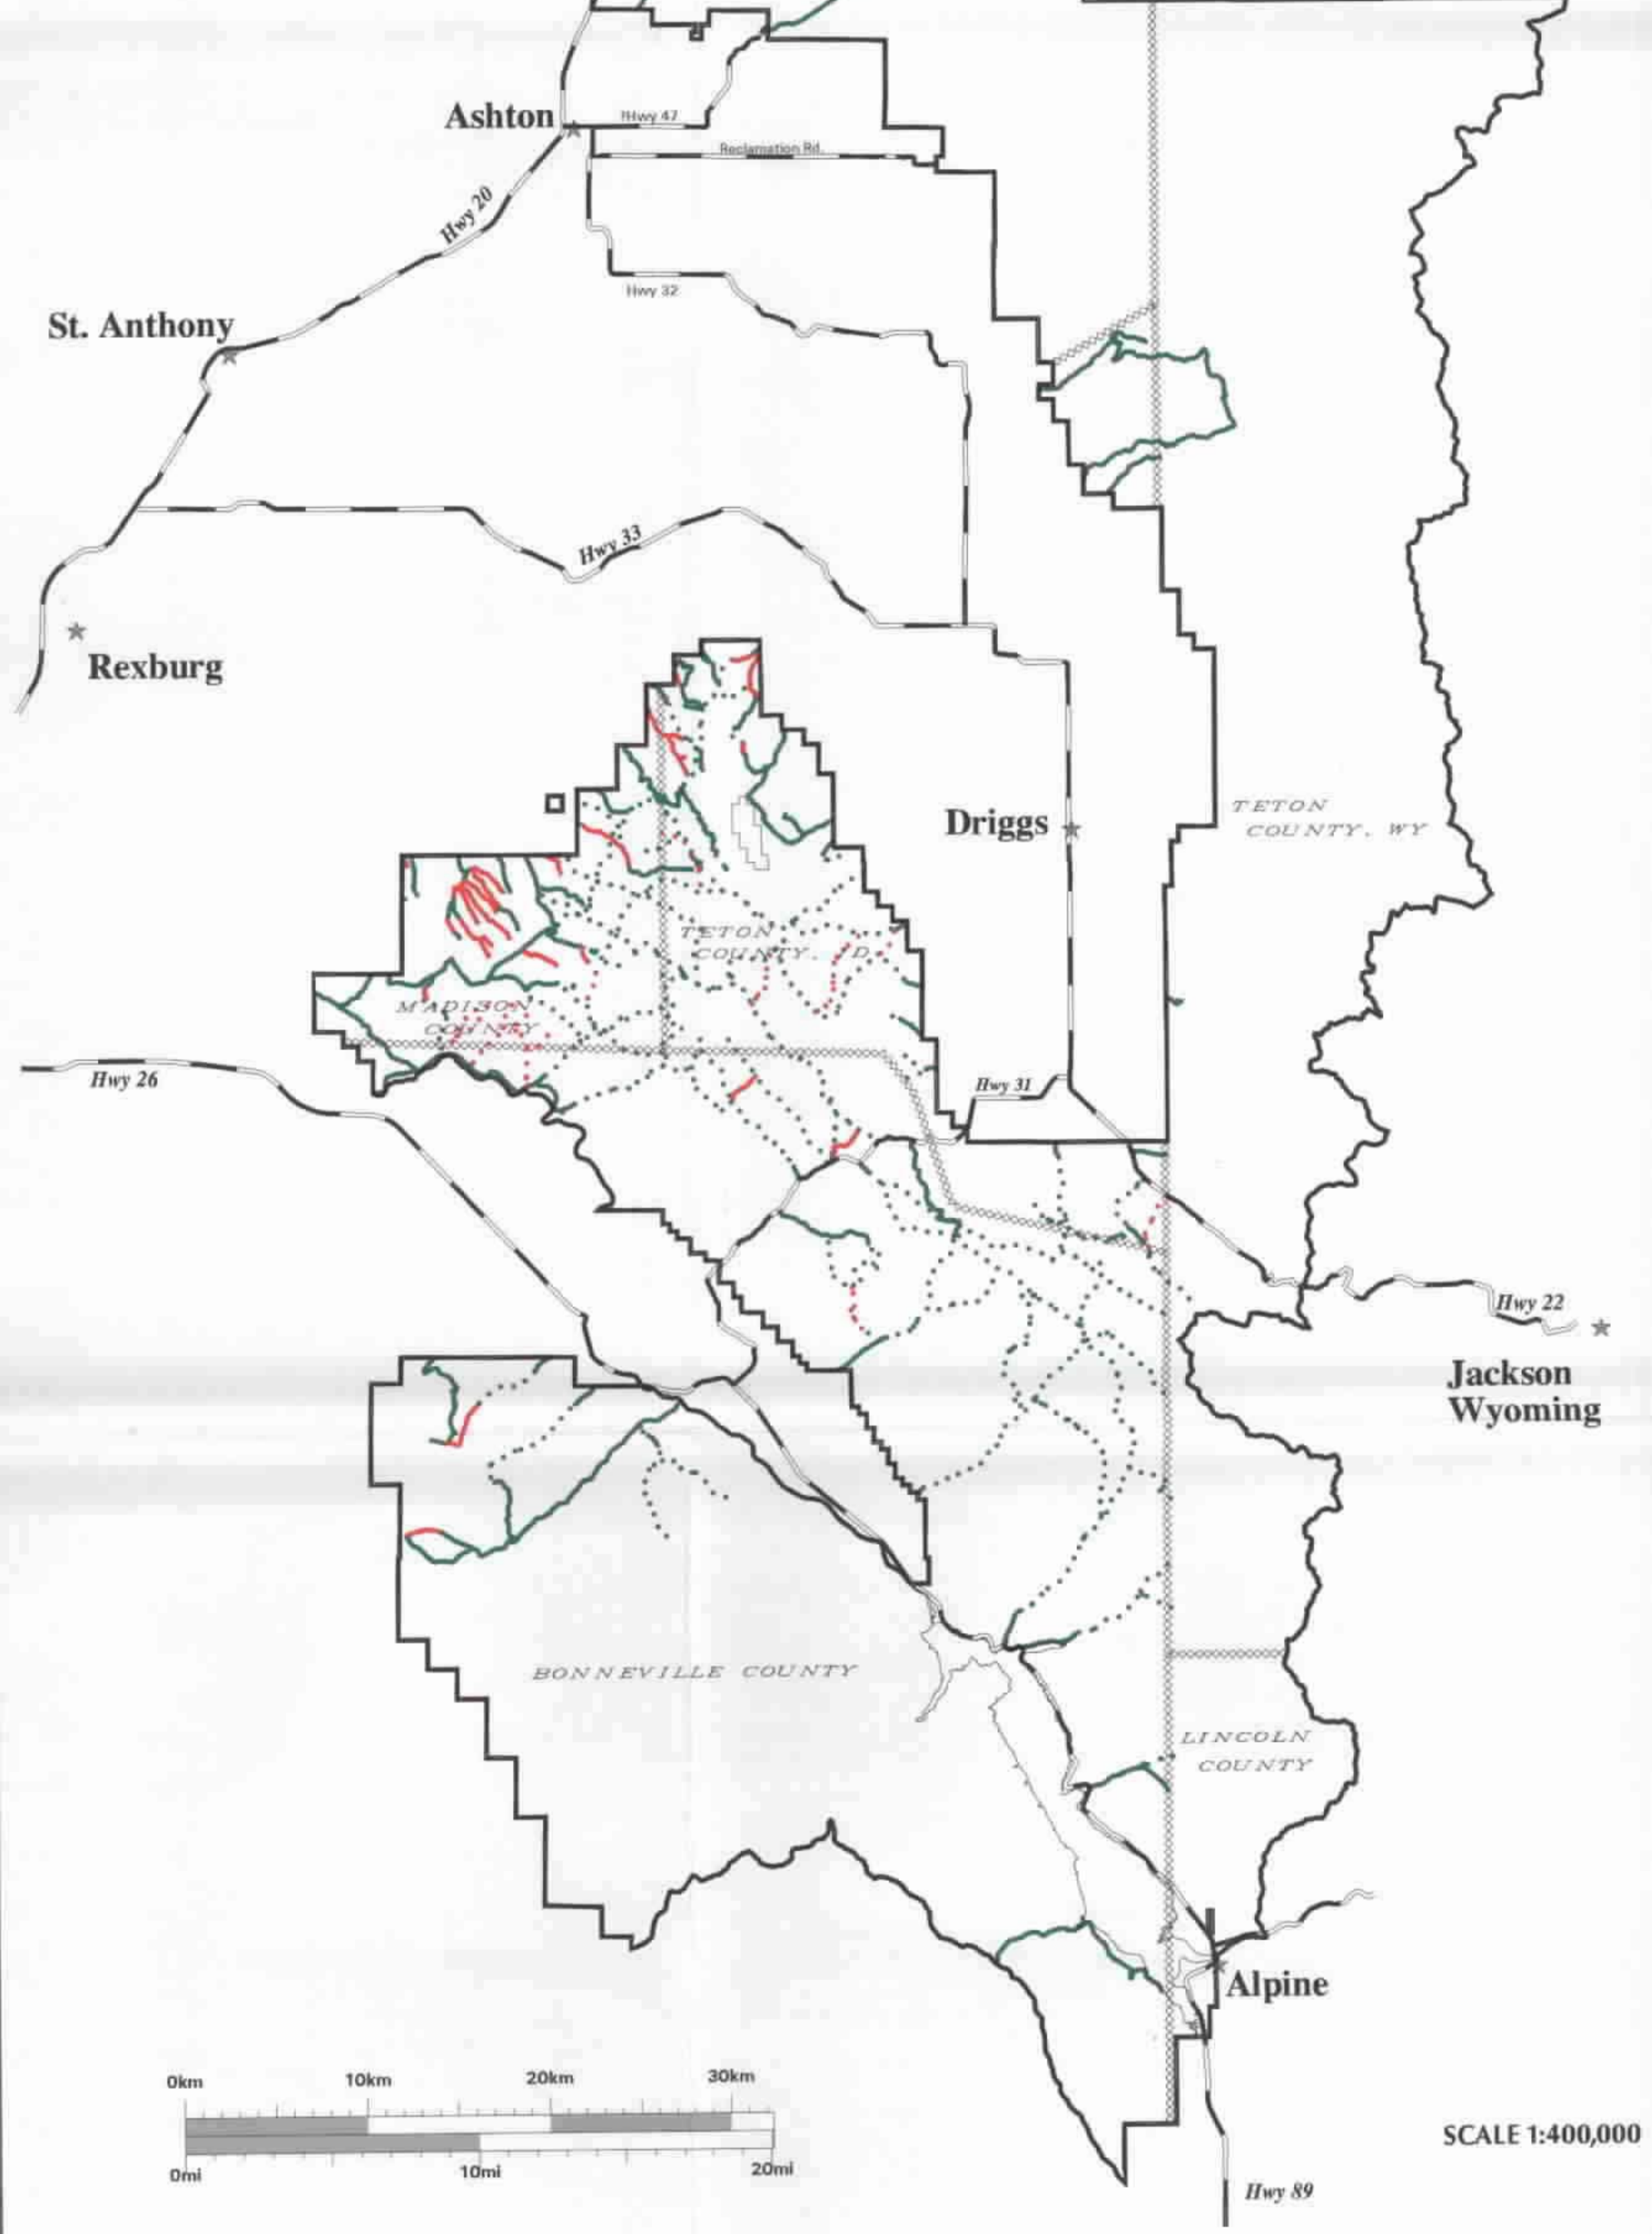 Ashton
Hwy 47
Reclamation Rd.
Hwy 20
Hwy 32
St. Anthony
Hwy 33
Rexburg
Driggs
TETON
COUNTY, WY
TETON
COUNTY, ID
MADISON
COUNTY
Hwy 26
Hwy 31
Hwy 22
Jackson
Wyoming
BONNEVILLE COUNTY
LINCOLN
COUNTY
Alpine
0km 10km 20km 30km
0mi 10mi 20mi
SCALE 1:400,000
Hwy 89